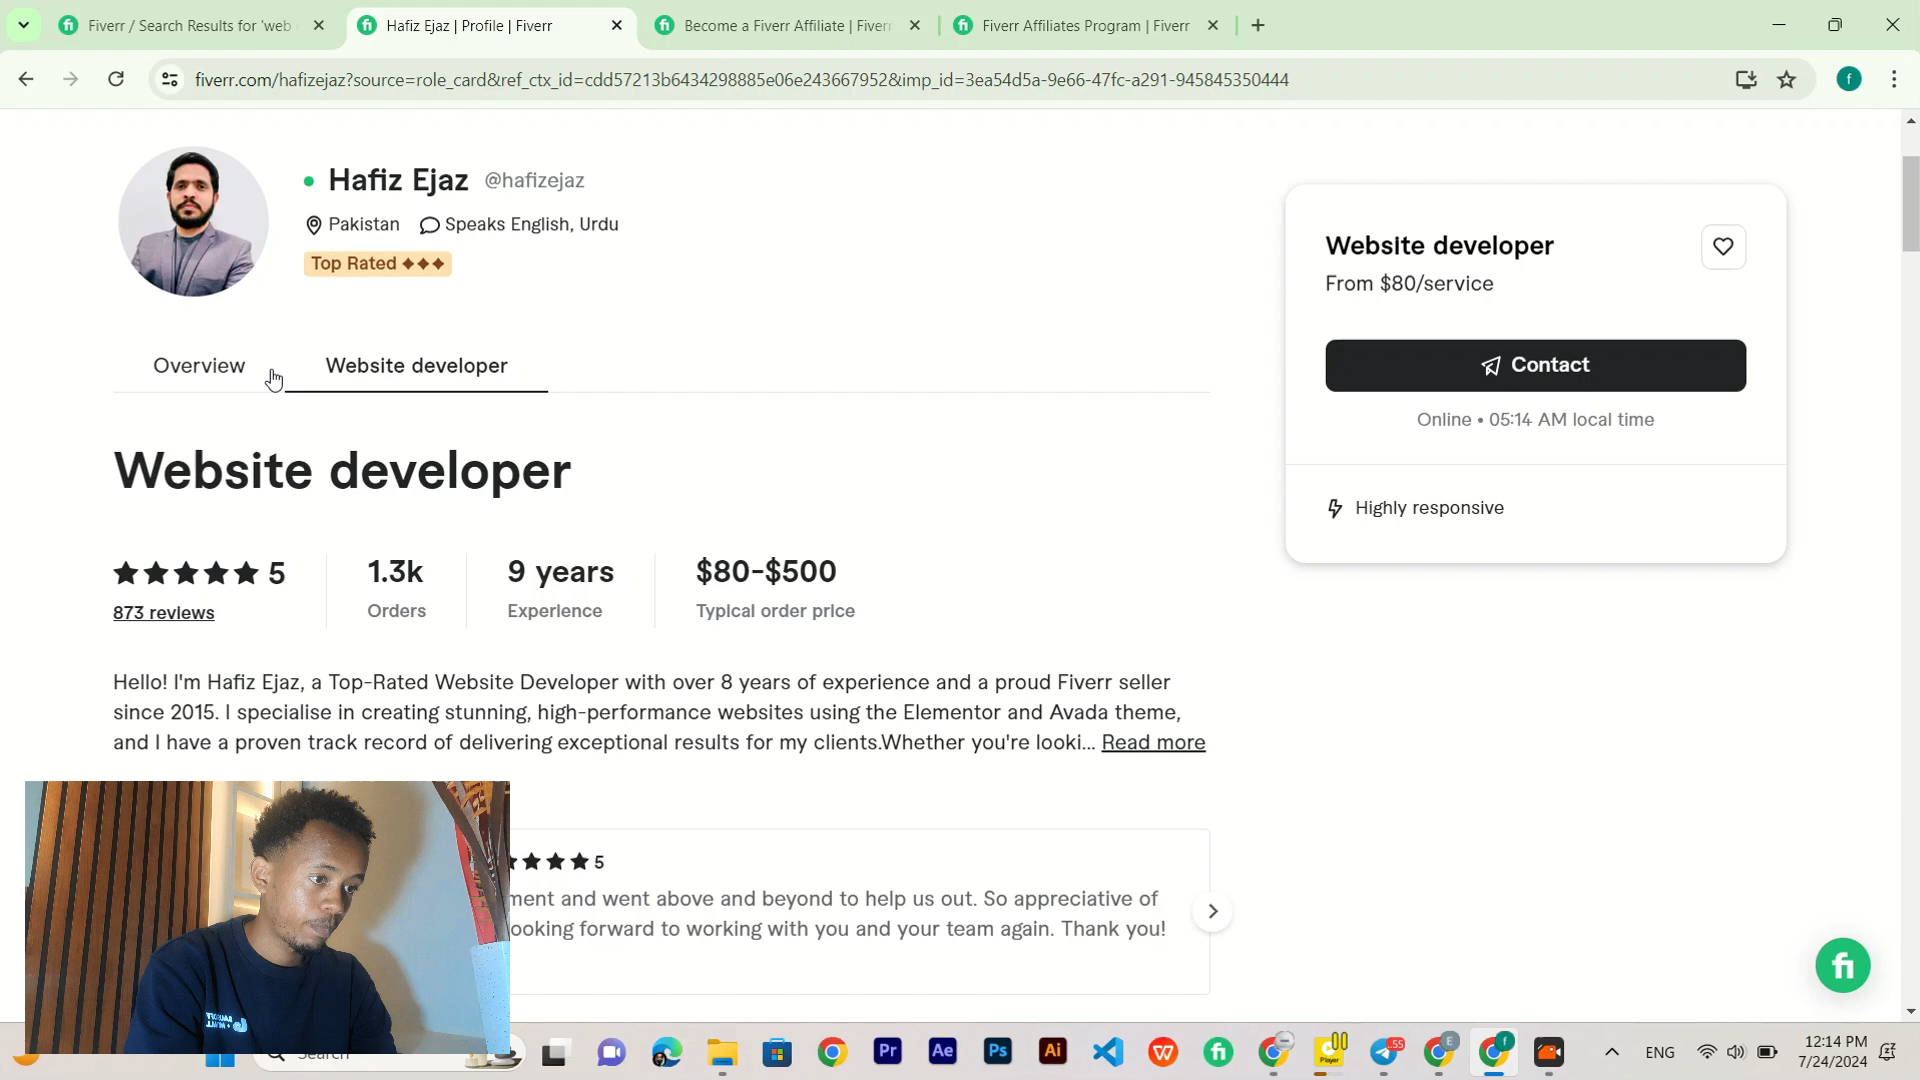 Fiverr / Search Results for 'web
Hafiz Ejaz | Profile | Fiverr
Become a Fiverr Affiliate | Fiverr
Fiverr Affiliates Program | Fiverr
fiverr.com/hafizejaz?source=role_card&ref_ctx_id=cdd57213b6434298885e06e243667952&imp_id=3ea54d5a-9e66-47fc-a291-945845350444
f
Hafiz Ejaz @hafizejaz
Pakistan Speaks English, Urdu
Top Rated
Overview Website developer
Website developer
From $80/service
Contact
Online • 05:14 AM local time
Highly responsive
Website developer
5 1.3k 9 years $80-$500
873 reviews Orders Experience Typical order price
Hello! I'm Hafiz Ejaz, a Top-Rated Website Developer with over 8 years of experience and a proud Fiverr seller
since 2015. I specialise in creating stunning, high-performance websites using the Elementor and Avada theme,
and I have a proven track record of delivering exceptional results for my clients.Whether you're looki... Read more
5
ment and went above and beyond to help us out. So appreciative of
ooking forward to working with you and your team again. Thank you!
fi
Search
Pr
Ae
Ps
Ai
W
fi
Player
55
E
f
ENG
12:14 PM
7/24/2024